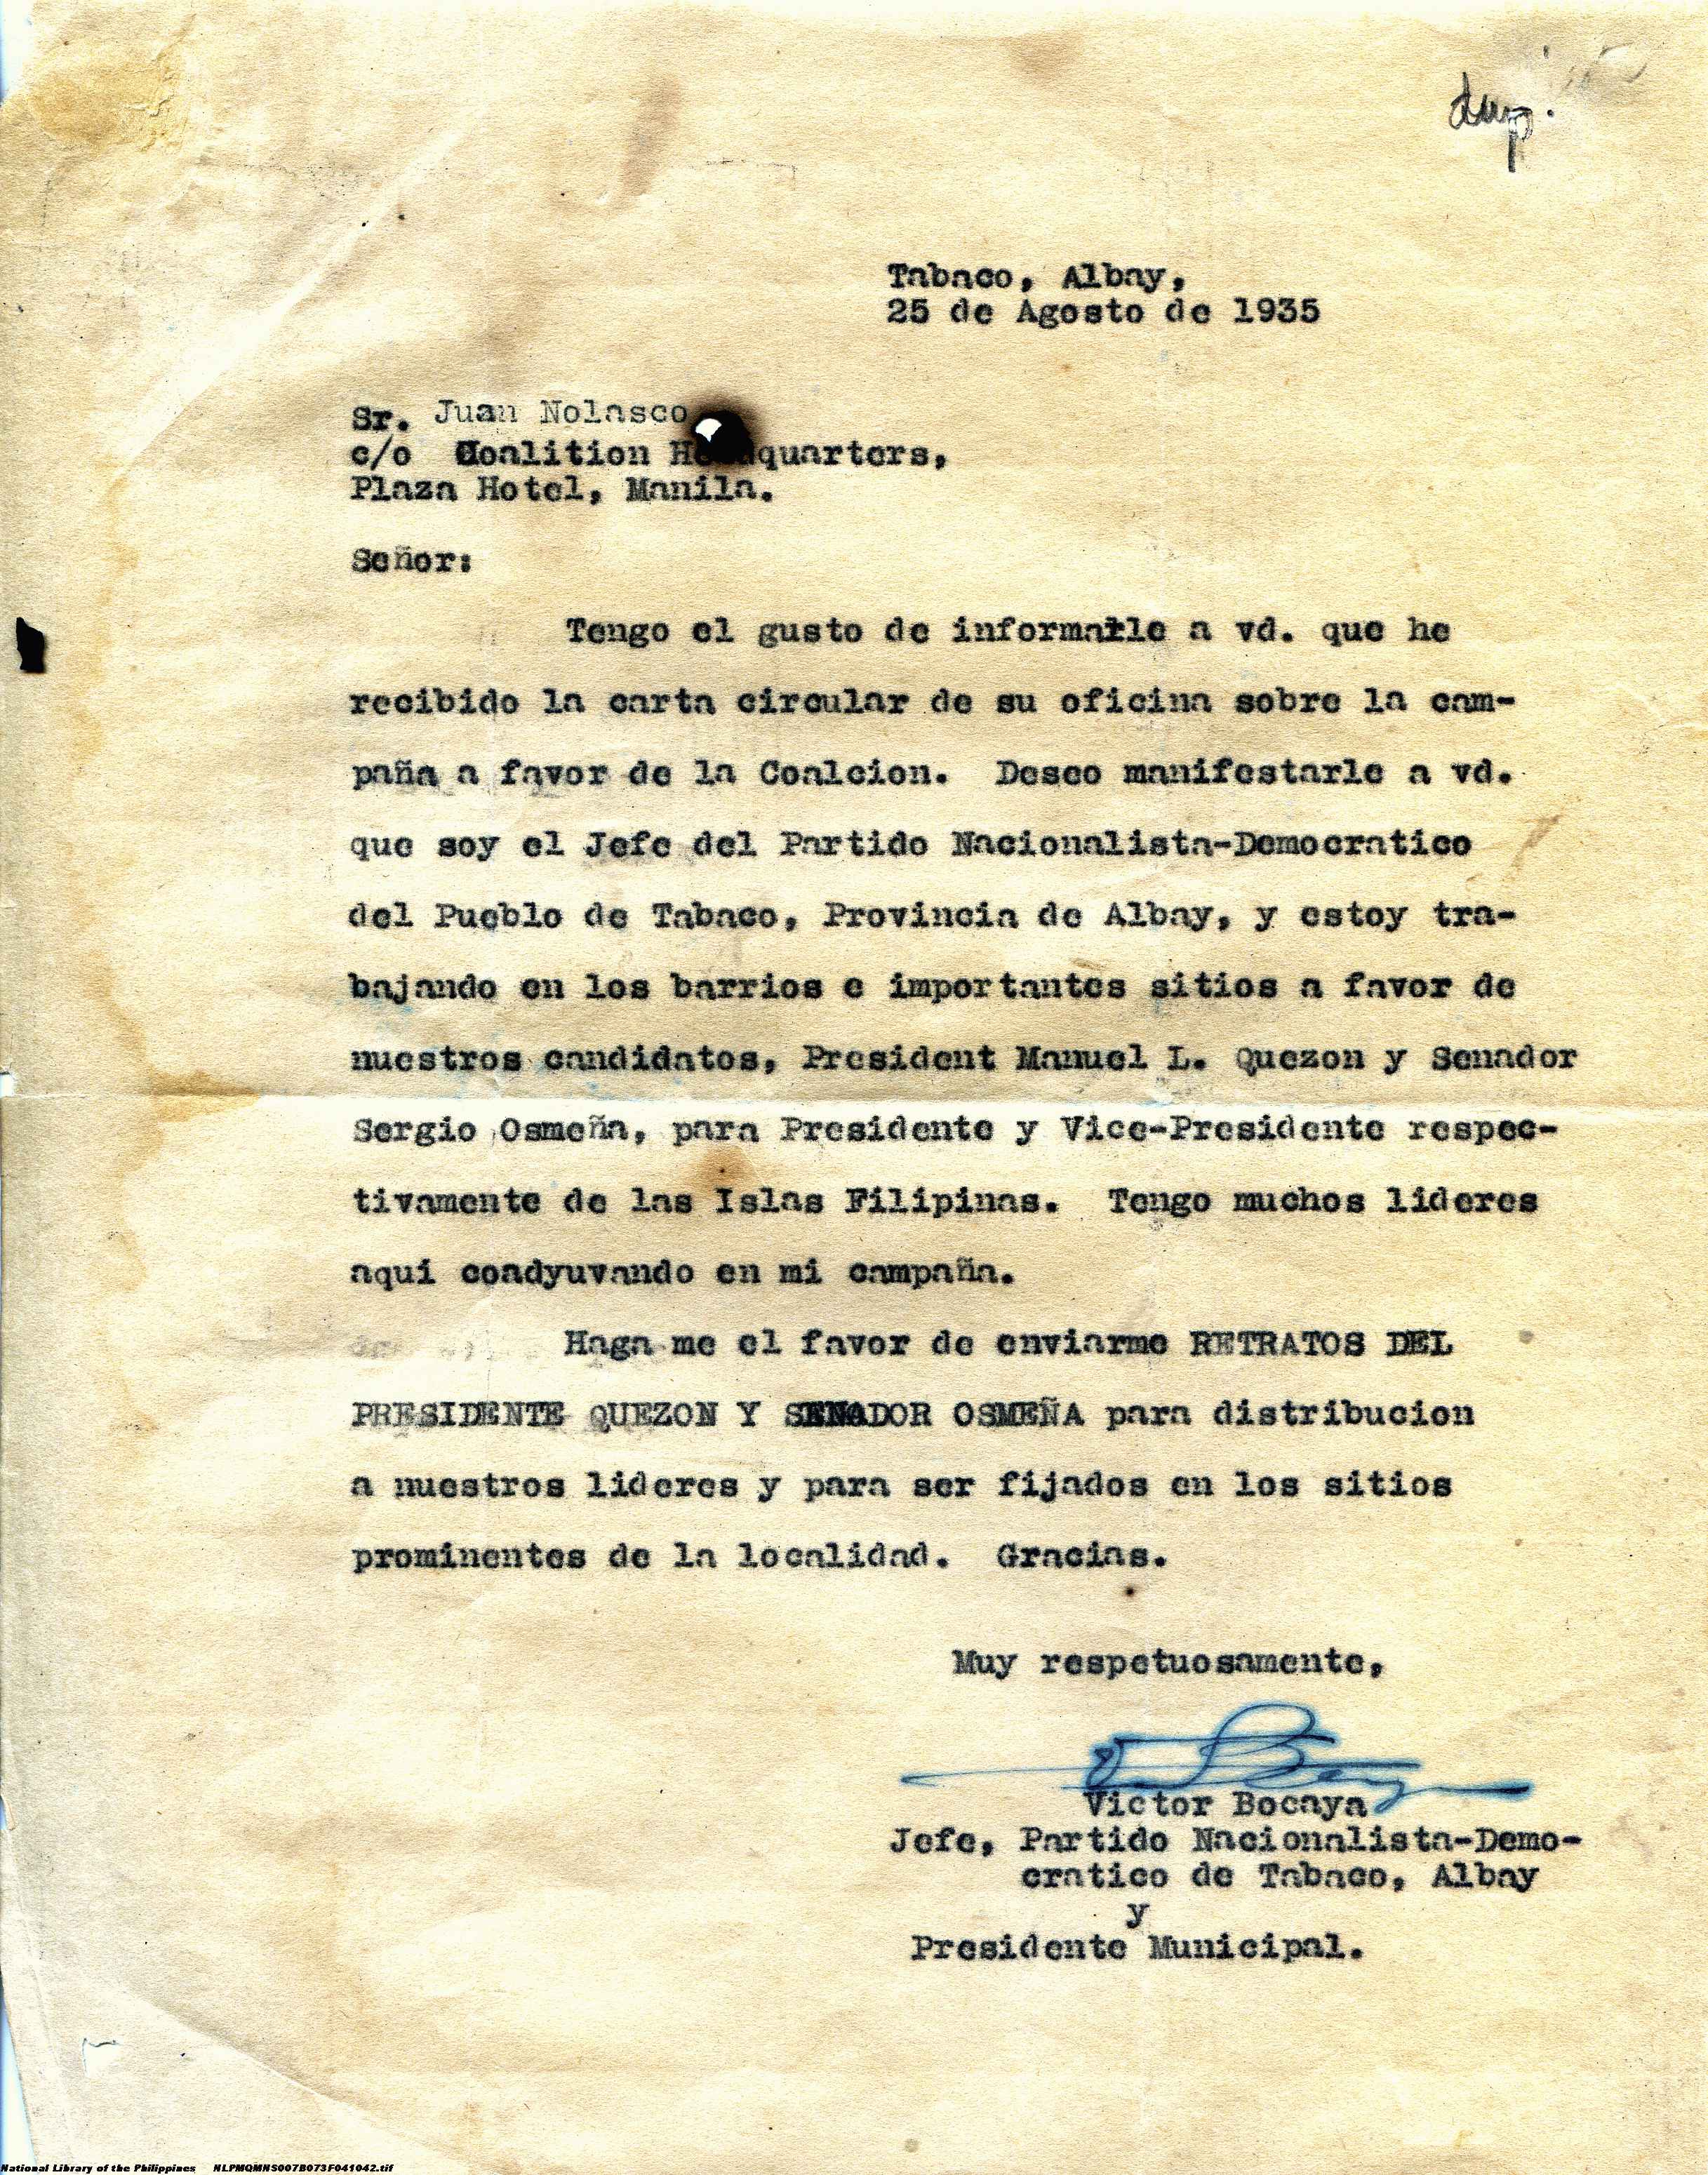 dup.
Tabaco, Albay,
25 de Agosto de 1935
Sr. Juan Nolasco
c/o Coalition Headquarters,
Plaza Hotel, Manila.
Señor:
Tengo el gusto de informarle a vd. que he
recibido la carta circular de su oficina sobre la cam-
paña a favor de la Coalcion. Deseo manifestarle a vd.
que soy el Jefe del Partido Nacionalista-Democratico
del Pueblo de Tabaco, Provincia de Albay, y estoy tra-
bajando en los barrios e importantes sitios a favor de
nuestros candidatos, President Manuel L. Quezon y Senador
Sergio Osmeña, para Presidente y Vice-Presidente respec-
tivamente de las Islas Filipinas. Tengo muchos lideres
aqui coadyuvando en mi campaña.
Haga me el favor de enviarme RETRATOS DEL
PRESIDENTE QUEZON Y SENADOR OSMEÑA para distribucion
a nuestros lideres y para ser fijados en los sitios
prominentes de la localidad. Gracias.
Muy respetuosamente,
Victor Bocaya
Jefe, Partido Nacionalista-Demo-
cratico de Tabaco, Albay
y
Presidente Municipal.
National Library of the Philippines NLPMQMNS007B073F041042.tif